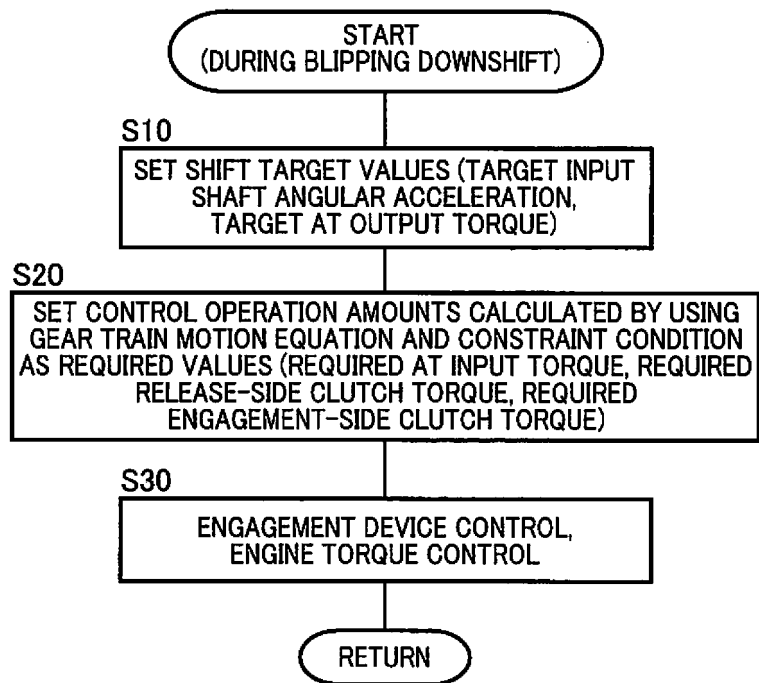 START
(DURING BLIPPING DOWNSHIFT)
S10
SET SHIFT TARGET VALUES (TARGET INPUT
SHAFT ANGULAR ACCELERATION,
TARGET AT OUTPUT TORQUE)
S20
SET CONTROL OPERATION AMOUNTS CALCULATED BY USING
GEAR TRAIN MOTION EQUATION AND CONSTRAINT CONDITION
AS REQUIRED VALUES (REQUIRED AT INPUT TORQUE, REQUIRED
RELEASE-SIDE CLUTCH TORQUE, REQUIRED
ENGAGEMENT-SIDE CLUTCH TORQUE)
S30
ENGAGEMENT DEVICE CONTROL,
ENGINE TORQUE CONTROL
RETURN